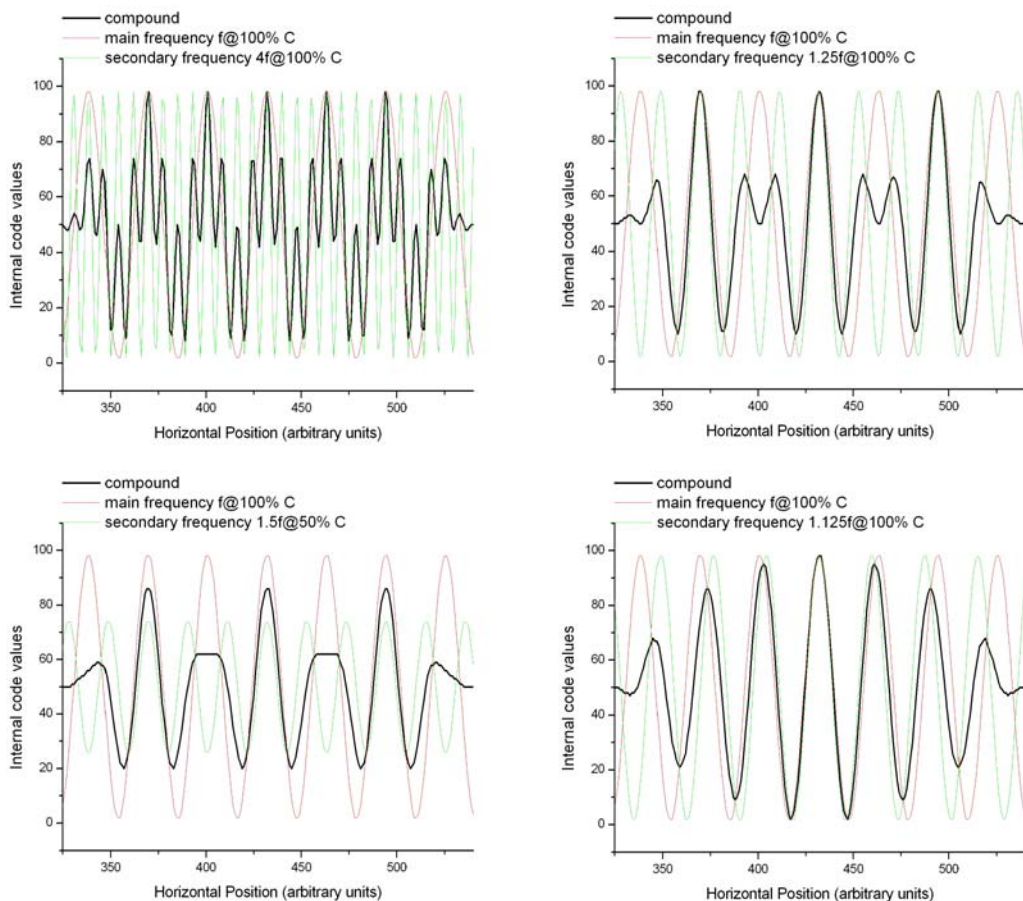 compound
main frequency f@100% C
secondary frequency 4f@100% C
100
80
60
40
20
0
Internal code values
350
400
450
500
Horizontal Position (arbitrary units)
compound
main frequency f@100% C
secondary frequency 1.25f@100% C
100
80
60
40
20
0
Internal code values
350
400
450
500
Horizontal Position (arbitrary units)
compound
main frequency f@100% C
secondary frequency 1.5f@50% C
100
80
60
40
20
0
Internal code values
350
400
450
500
Horizontal Position (arbitrary units)
compound
main frequency f@100% C
secondary frequency 1.125f@100% C
100
80
60
40
20
0
Internal code values
350
400
450
500
Horizontal Position (arbitrary units)